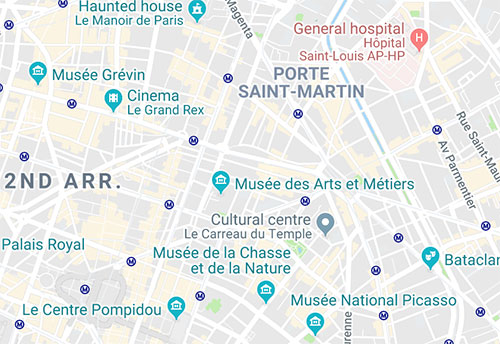 Haunted house
Le Manoir de Paris
Magenta
General hospital
Hôpital
Saint-Louis AP-HP
Musée Grévin
PORTE
SAINT-MARTIN
Cinema
Le Grand Rex
Rue Saint-Mau
Av Parmentier
2ND ARR.
Musée des Arts et Métiers
Cultural centre
Le Carreau du Temple
Palais Royal
Musée de la Chasse
et de la Nature
Bataclan
Le Centre Pompidou
Musée National Picasso
urenne